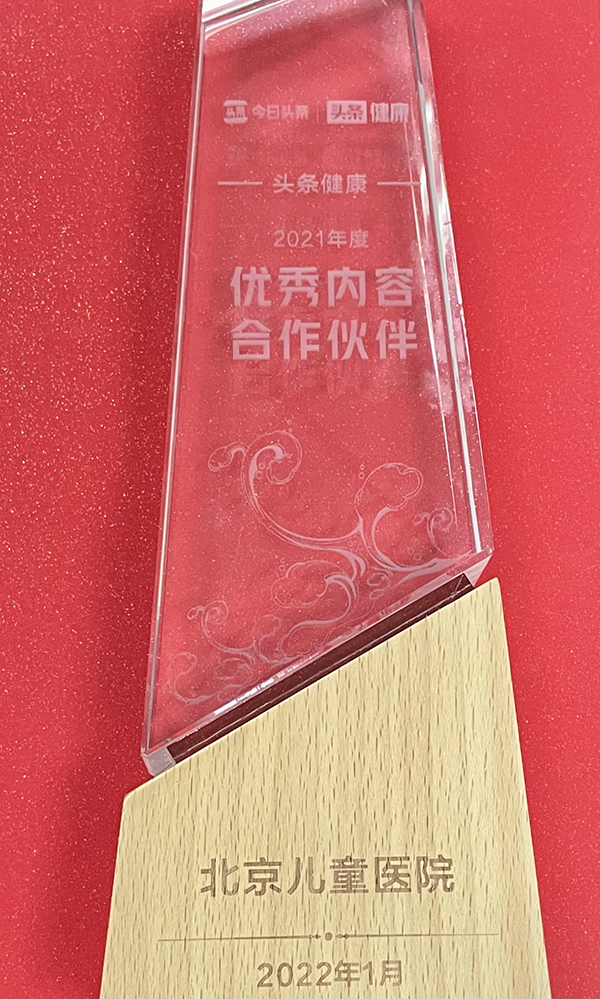 头条 今日头条 | 头条 健康
头条健康
2021年度
优秀内容
合作伙伴
北京儿童医院
2022年1月